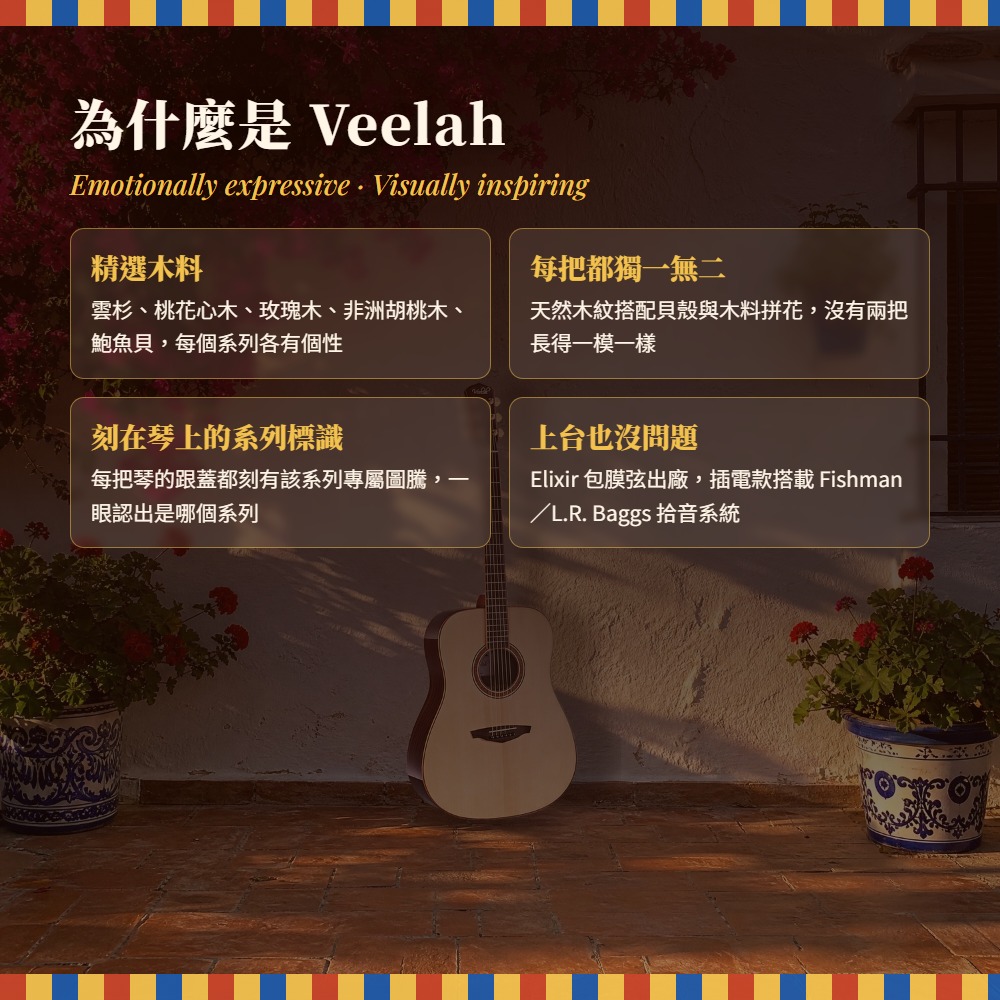 為什麼是 Veelah
Emotionally expressive · Visually inspiring
精選木料
雲杉、桃花心木、玫瑰木、非洲胡桃木、
鮑魚貝，每個系列各有個性
每把都獨一無二
天然木紋搭配貝殼與木料拼花，沒有兩把
長得一模一樣
刻在琴上的系列標識
每把琴的跟蓋都刻有該系列專屬圖騰，一
眼認出是哪個系列
上台也沒問題
Elixir 包膜弦出廠，插電款搭載 Fishman
／L.R. Baggs 拾音系統